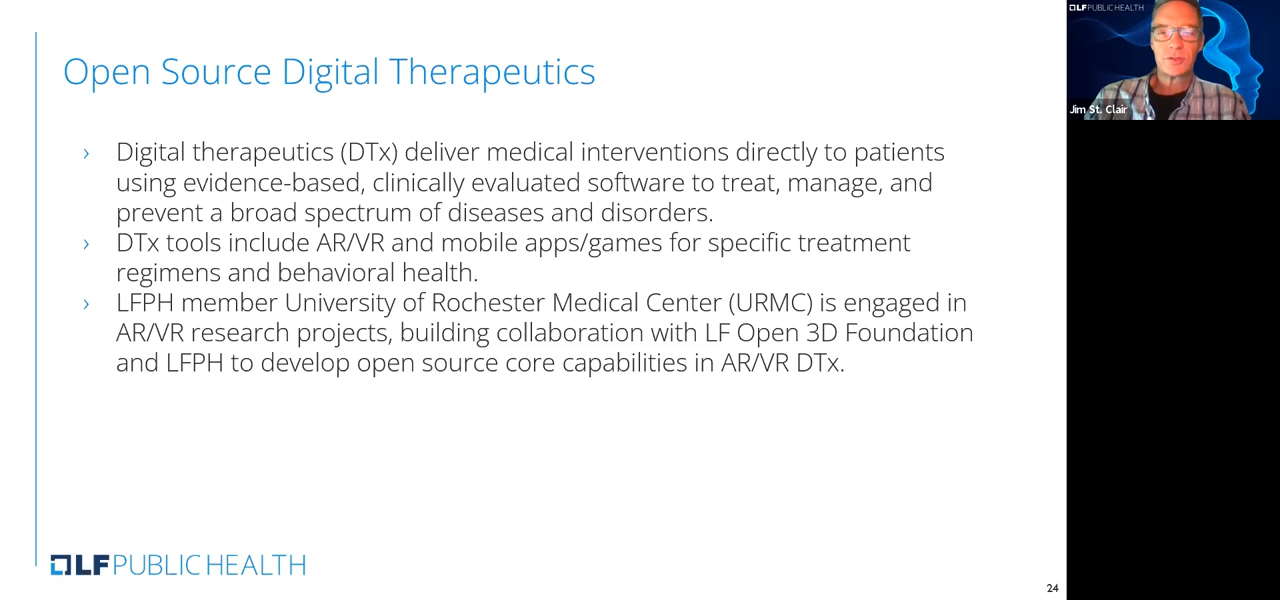 Open Source Digital Therapeutics
› Digital therapeutics (DTx) deliver medical interventions directly to patients
using evidence-based, clinically evaluated software to treat, manage, and
prevent a broad spectrum of diseases and disorders.
› DTx tools include AR/VR and mobile apps/games for specific treatment
regimens and behavioral health.
› LFPH member University of Rochester Medical Center (URMC) is engaged in
AR/VR research projects, building collaboration with LF Open 3D Foundation
and LFPH to develop open source core capabilities in AR/VR DTx.
LF PUBLIC HEALTH
24
LF PUBLIC HEALTH
Jim St. Clair